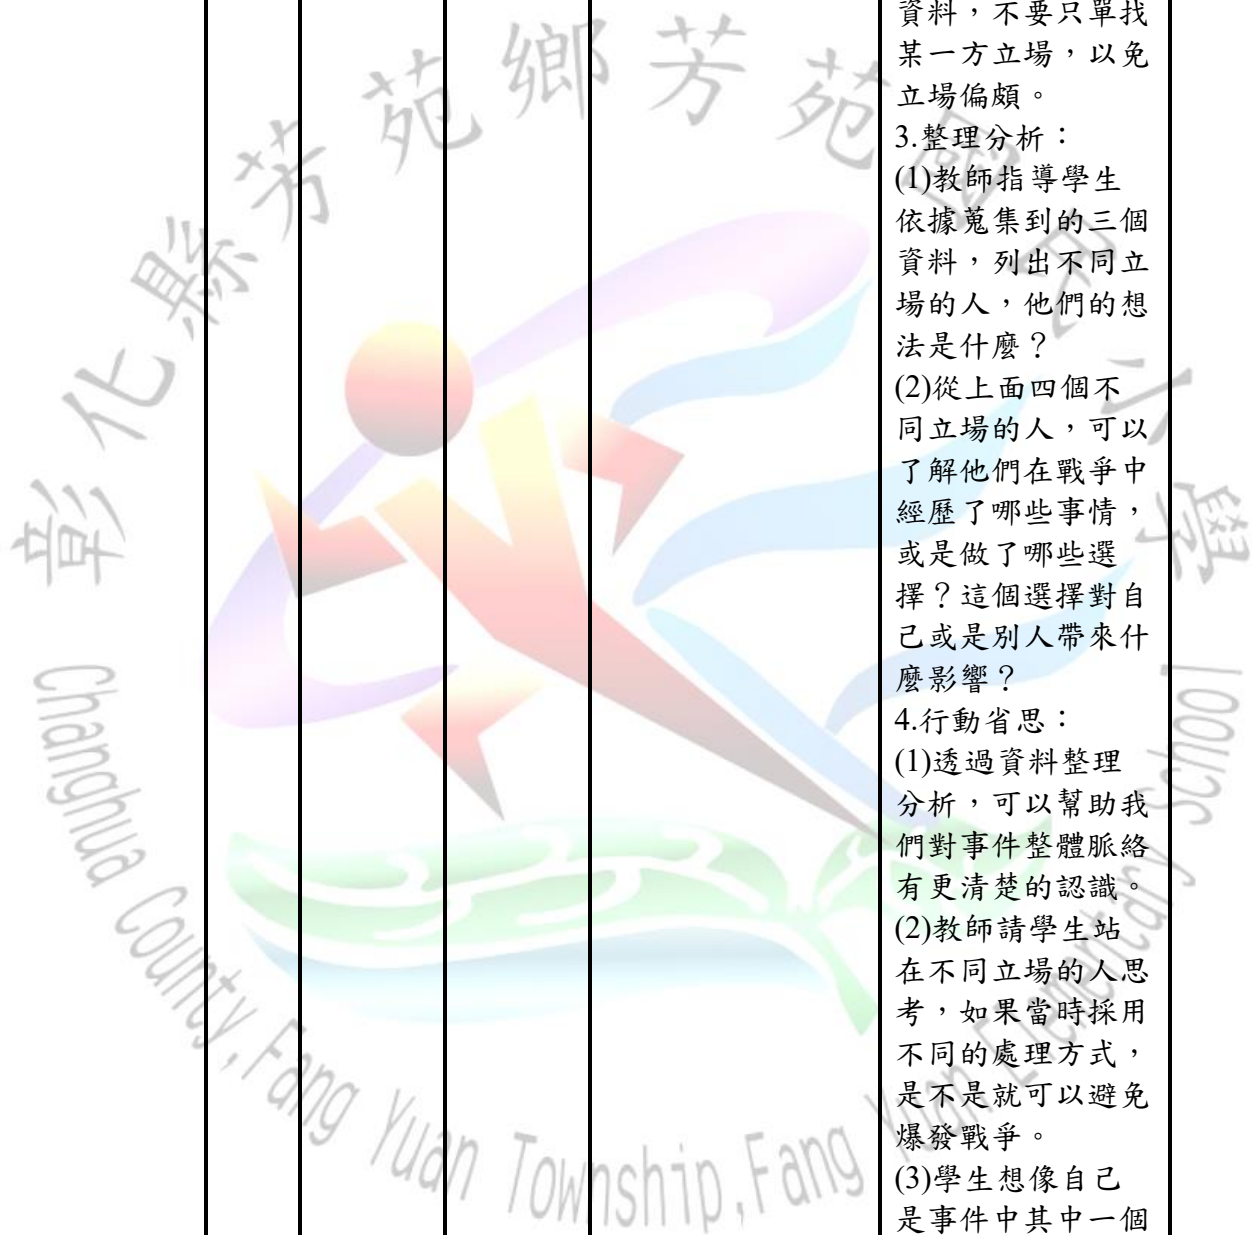 資料，不要只單找
某一方立場，以免
立場偏頗。
3.整理分析：
(1)教師指導學生
依據蒐集到的三個
資料，列出不同立
場的人，他們的想
法是什麼？
(2)從上面四個不
同立場的人，可以
了解他們在戰爭中
經歷了哪些事情，
或是做了哪些選
擇？這個選擇對自
己或是別人帶來什
麼影響？
4.行動省思：
(1)透過資料整理
分析，可以幫助我
們對事件整體脈絡
有更清楚的認識。
(2)教師請學生站
在不同立場的人思
考，如果當時採用
不同的處理方式，
是不是就可以避免
爆發戰爭。
(3)學生想像自己
是事件中其中一個
彰化縣芳苑鄉芳苑國民小學
Changhua County, Fang Yuan Township, Fang Yuan Elementary School